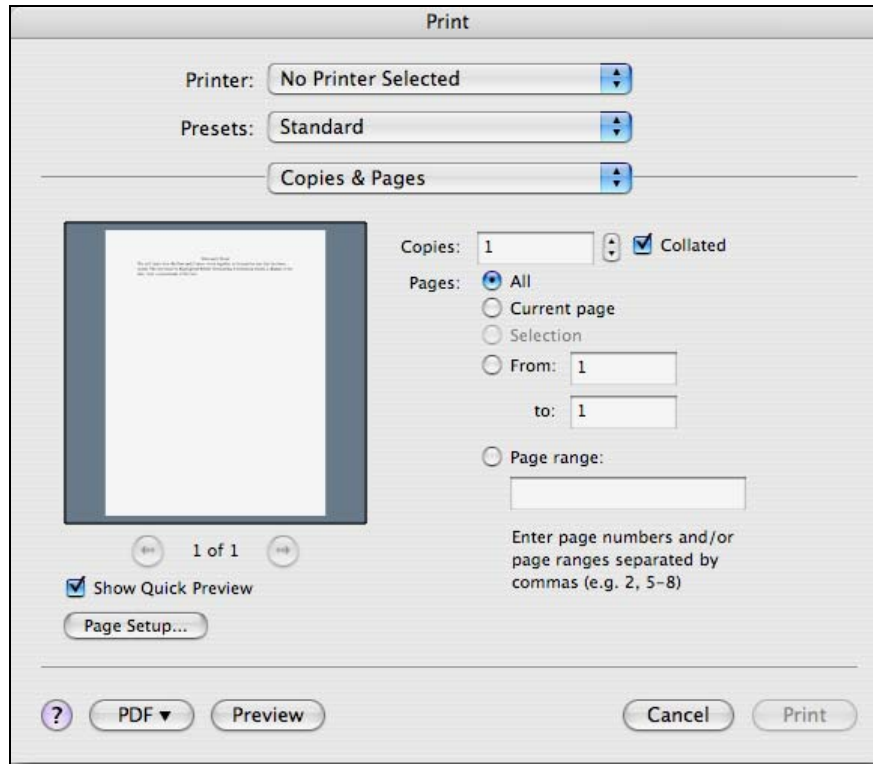 Print
Printer: No Printer Selected
Presets: Standard
Copies & Pages
Copies: 1 Collated
Pages: All
Current page
Selection
From: 1
to: 1
Page range:
Enter page numbers and/or
page ranges separated by
commas (e.g. 2, 5-8)
1 of 1
Show Quick Preview
Page Setup...
? PDF ▼ Preview Cancel Print